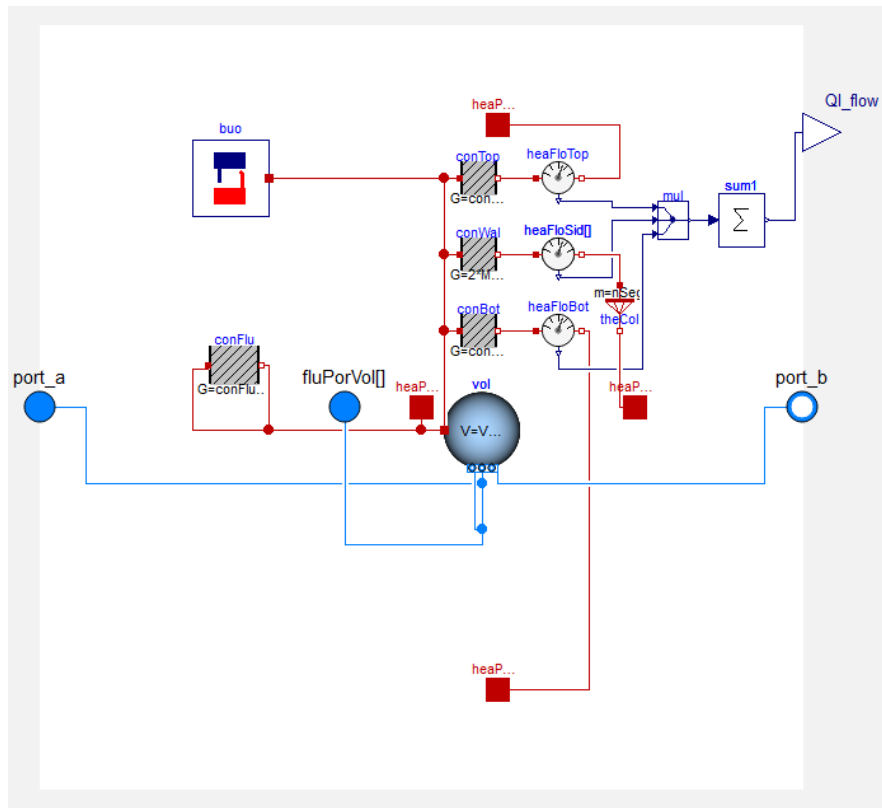 QI_flow
heaP...
buo
conTop
heaFloTop
G=con...
mul
sum1
Σ
conWal
heaFloSid[]
G=2*M...
m=nSeg
theCol
conBot
heaFloBot
G=con...
conFlu
G=conFlu...
port_a
fluPorVol[]
heaP...
vol
heaP...
port_b
V=V...
heaP...